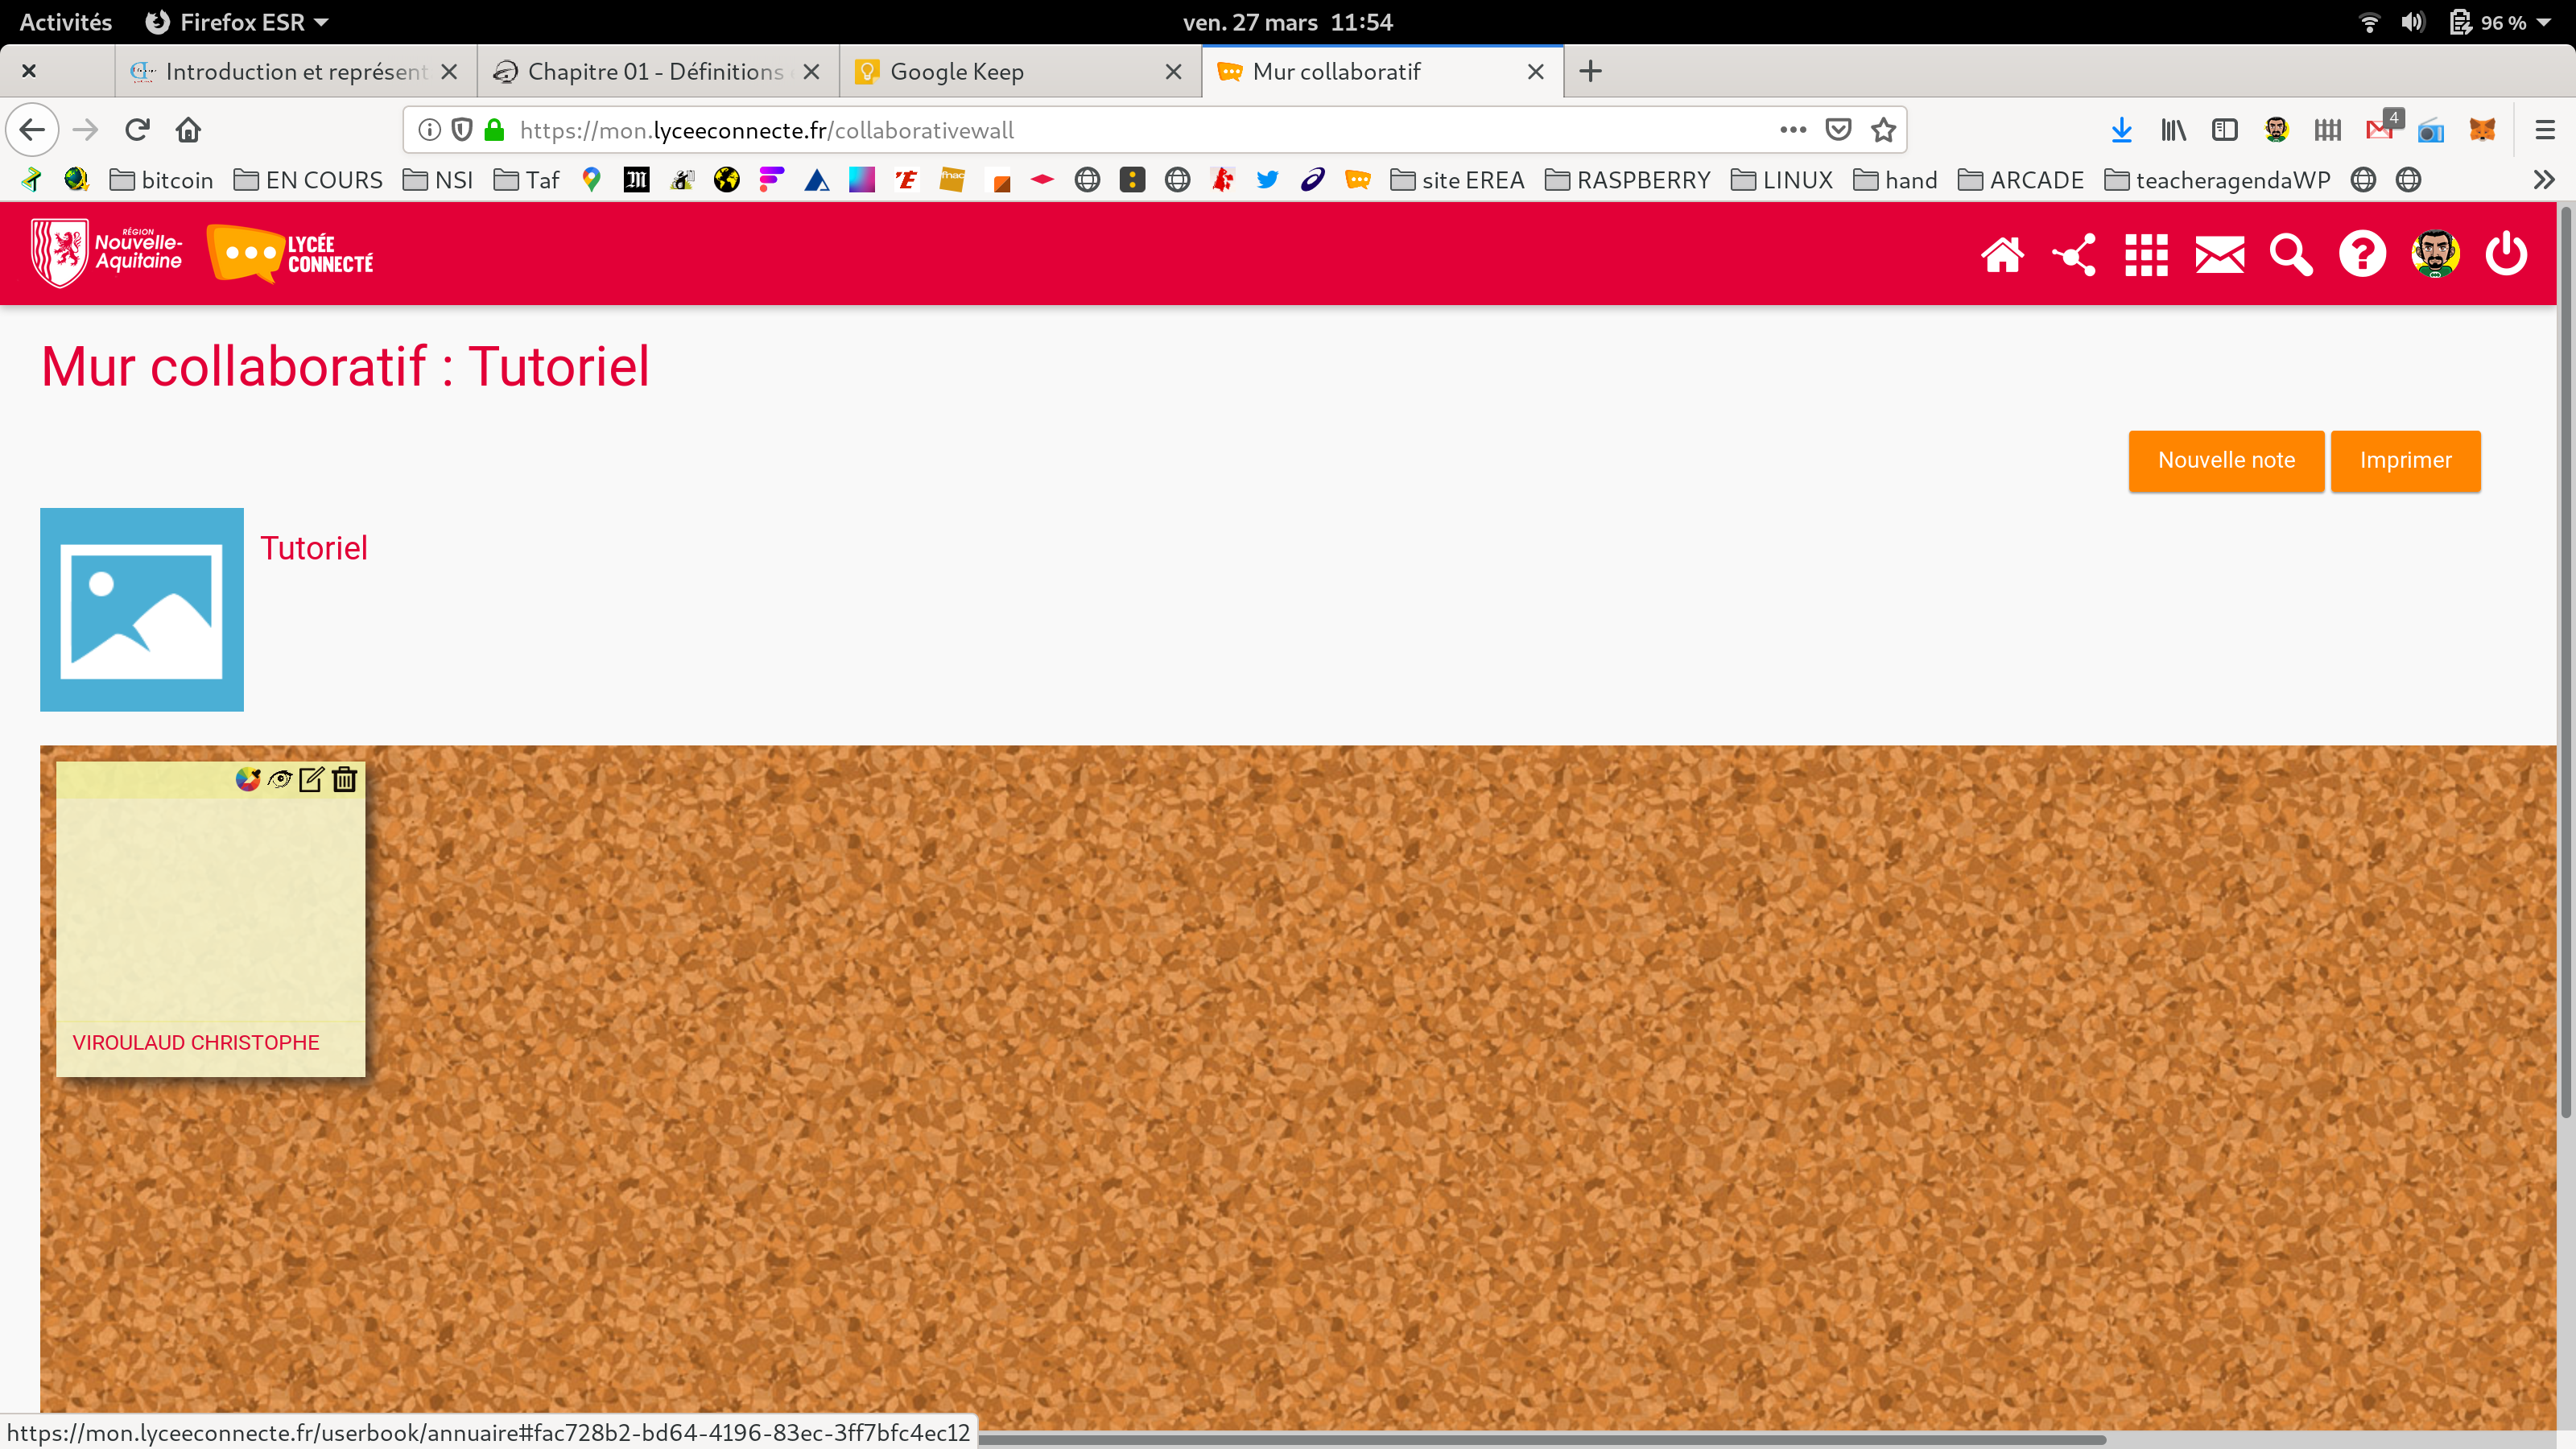 Activités Firefox ESR ven. 27 mars 11:54 96 %
Introduction et représent Chapitre 01 - Définitions Google Keep Mur collaboratif
https://mon.lyceeconnecte.fr/collaborativewall 4
bitcoin EN COURS NSI Taf M fnac site EREA RASPBERRY LINUX hand ARCADE teacheragendaWP
RÉGION
Nouvelle-
Aquitaine
LYCÉE
CONNECTÉ
Mur collaboratif : Tutoriel
Nouvelle note Imprimer
Tutoriel
VIROULAUD CHRISTOPHE
https://mon.lyceeconnecte.fr/userbook/annuaire#fac728b2-bd64-4196-83ec-3ff7bfc4ec12